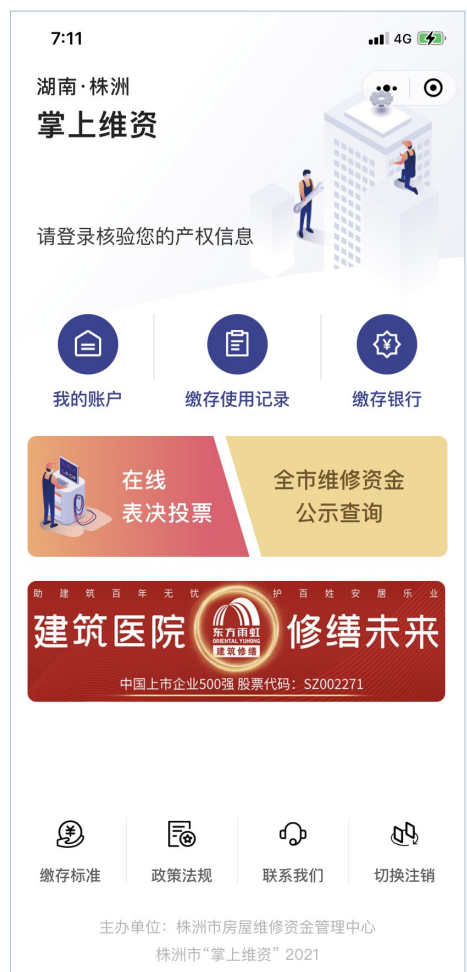 7:11
4G
湖南·株洲
掌上维资
请登录核验您的产权信息
我的账户
缴存使用记录
缴存银行
在线
表决投票
全市维修资金
公示查询
助建筑百年无忧
护百姓安居乐业
建筑医院
东方雨虹
ORIENTAL YUHONG
建筑修缮
修缮未来
中国上市企业500强 股票代码：SZ002271
缴存标准
政策法规
联系我们
切换注销
主办单位：株洲市房屋维修资金管理中心
株洲市“掌上维资” 2021